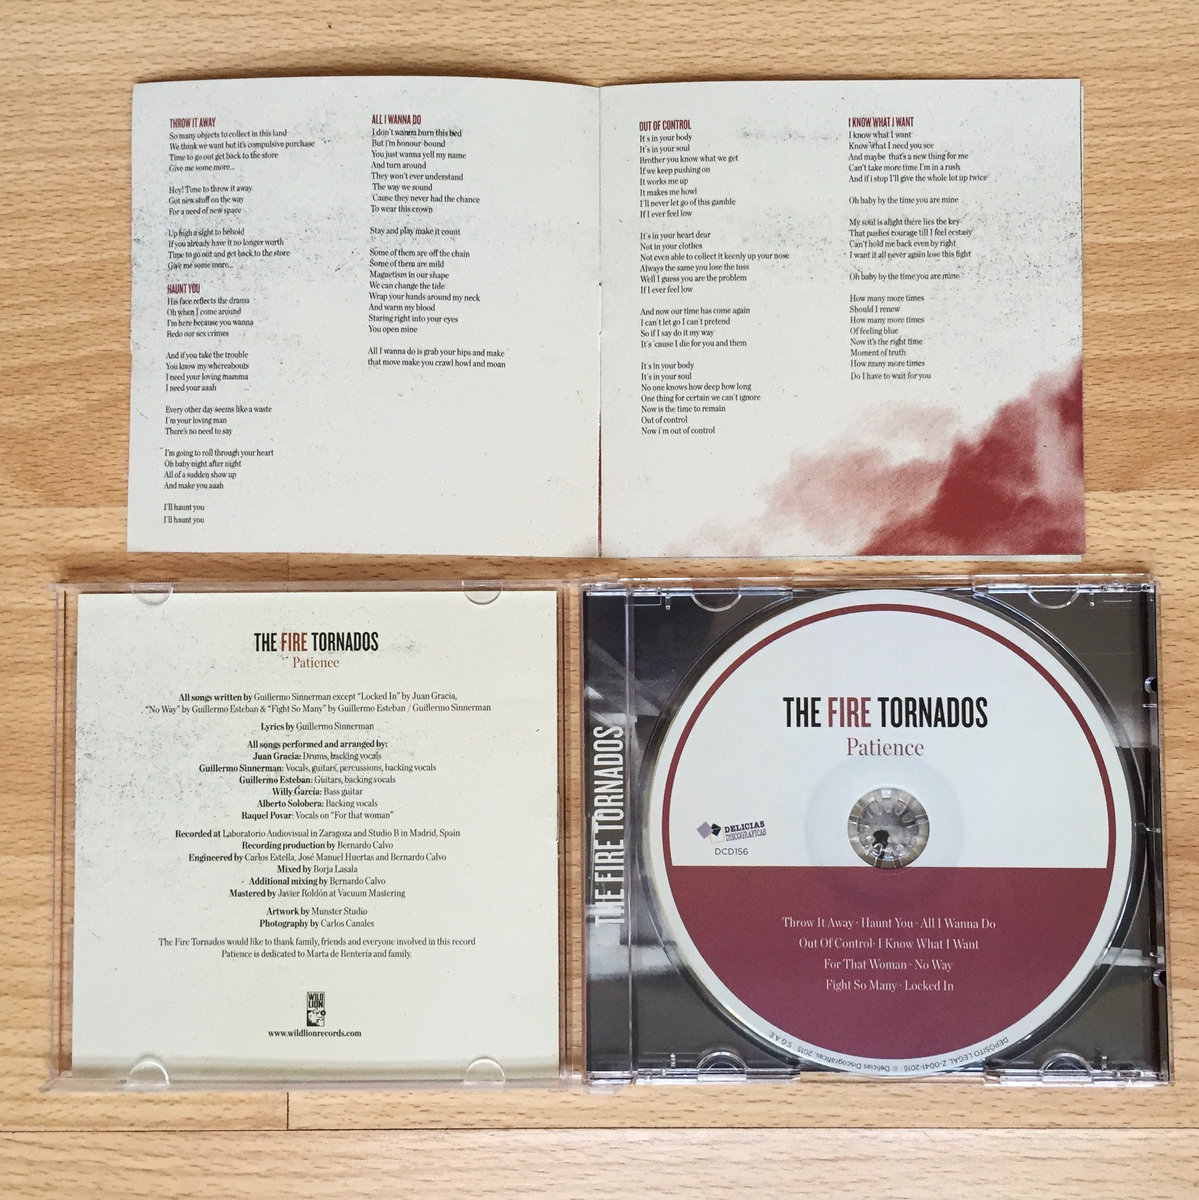 THROW IT AWAY
So many objects to collect in this land
We think we want but it's compulsive purchase
Time to go out get back to the store
Give me some more...
Hey! Time to throw it away
Got new stuff on the way
For a need of new space
Up high a sight to behold
If you already have it no longer worth
Time to go out and get back to the store
Give me some more...
HAUNT YOU
His face reflects the drama
Oh when I come around
I'm here because you wanna
Redo our sex crimes
And if you take the trouble
You know my whereabouts
I need your loving mamma
I need your aaah
Every other day seems like a waste
I'm your loving man
There's no need to say
I'm going to roll through your heart
Oh baby night after night
All of a sudden show up
And make you aaah
I'll haunt you
I'll haunt you
ALL I WANNA DO
I don't wanna burn this bed
But I'm honour-bound
You just wanna yell my name
And turn around
They won't ever understand
The way we sound
'Cause they never had the chance
To wear this crown
Stay and play make it count
Some of them are off the chain
Some of them are mild
Magnetism in our shape
We can change the tide
Wrap your hands around my neck
And warm my blood
Staring right into your eyes
You open mine
All I wanna do is grab your hips and make
that move make you crawl howl and moan
OUT OF CONTROL
It's in your body
It's in your soul
Brother you know what we get
If we keep pushing on
It works me up
It makes me howl
I'll never let go of this gamble
If I ever feel low
It's in your heart dear
Not in your clothes
Not even able to collect it keenly up your nose
Always the same you lose the toss
Well I guess you are the problem
If I ever feel low
And now our time has come again
I can't let go I can't pretend
So if I say do it my way
It's 'cause I die for you and them
It's in your body
It's in your soul
No one knows how deep how long
One thing for certain we can't ignore
Now is the time to remain
Out of control
Now i'm out of control
I KNOW WHAT I WANT
I know what I want
Know What I need you see
And maybe that's a new thing for me
Can't take more time I'm in a rush
And if i stop I'll give the whole lot up twice
Oh baby by the time you are mine
My soul is alight there lies the key
That pushes courage till I feel ecstasy
Can't hold me back even by right
I want it all never again lose this fight
Oh baby by the time you are mine
How many more times
Should I renew
How many more times
Of feeling blue
Now it's the right time
Moment of truth
How many more times
Do I have to wait for you
THE FIRE TORNADOS
Patience
All songs written by Guillermo Sinnerman except "Locked In" by Juan Gracia,
"No Way" by Guillermo Esteban & "Fight So Many" by Guillermo Esteban / Guillermo Sinnerman
Lyrics by Guillermo Sinnerman
All songs performed and arranged by:
Juan Gracia: Drums, backing vocals
Guillermo Sinnerman: Vocals, guitars, percussions, backing vocals
Guillermo Esteban: Guitars, backing vocals
Willy García: Bass guitar
Alberto Solobera: Backing vocals
Raquel Povar: Vocals on "For that woman"
Recorded at Laboratorio Audiovisual in Zaragoza and Studio B in Madrid, Spain
Recording production by Bernardo Calvo
Engineered by Carlos Estella, José Manuel Huertas and Bernardo Calvo
Mixed by Borja Lasala
Additional mixing by Bernardo Calvo
Mastered by Javier Roldón at Vacuum Mastering
Artwork by Munster Studio
Photography by Carlos Canales
The Fire Tornados would like to thank family, friends and everyone involved in this record
Patience is dedicated to Marta de Rentería and family.
WILD
LION
www.wildlionrecords.com
THE FIRE TORNADOS
THE FIRE TORNADOS
Patience
DELICIAS
DISCOGRÁFICAS
DCD156
Throw It Away · Haunt You · All I Wanna Do
Out Of Control · I Know What I Want
For That Woman · No Way
Fight So Many · Locked In
DEPÓSITO LEGAL Z-0041-2015 · ® Delicias Discográficas 2015 · S.G.A.E